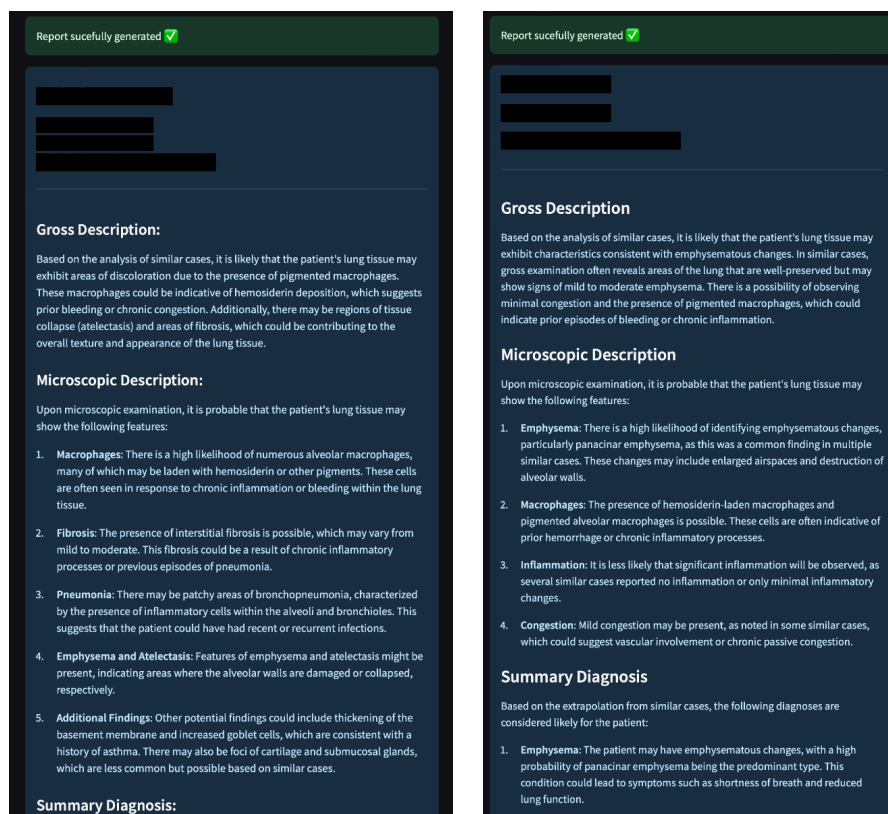 Report sucefully generated ✅
Gross Description:
Based on the analysis of similar cases, it is likely that the patient's lung tissue may
exhibit areas of discoloration due to the presence of pigmented macrophages.
These macrophages could be indicative of hemosiderin deposition, which suggests
prior bleeding or chronic congestion. Additionally, there may be regions of tissue
collapse (atelectasis) and areas of fibrosis, which could be contributing to the
overall texture and appearance of the lung tissue.
Microscopic Description:
Upon microscopic examination, it is probable that the patient's lung tissue may
show the following features:
1. Macrophages: There is a high likelihood of numerous alveolar macrophages,
many of which may be laden with hemosiderin or other pigments. These cells
are often seen in response to chronic inflammation or bleeding within the lung
tissue.
2. Fibrosis: The presence of interstitial fibrosis is possible, which may vary from
mild to moderate. This fibrosis could be a result of chronic inflammatory
processes or previous episodes of pneumonia.
3. Pneumonia: There may be patchy areas of bronchopneumonia, characterized
by the presence of inflammatory cells within the alveoli and bronchioles. This
suggests that the patient could have had recent or recurrent infections.
4. Emphysema and Atelectasis: Features of emphysema and atelectasis might be
present, indicating areas where the alveolar walls are damaged or collapsed,
respectively.
5. Additional Findings: Other potential findings could include thickening of the
basement membrane and increased goblet cells, which are consistent with a
history of asthma. There may also be foci of cartilage and submucosal glands,
which are less common but possible based on similar cases.
Summary Diagnosis:
Report sucefully generated ✅
Gross Description
Based on the analysis of similar cases, it is likely that the patient's lung tissue may
exhibit characteristics consistent with emphysematous changes. In similar cases,
gross examination often reveals areas of the lung that are well-preserved but may
show signs of mild to moderate emphysema. There is a possibility of observing
minimal congestion and the presence of pigmented macrophages, which could
indicate prior episodes of bleeding or chronic inflammation.
Microscopic Description
Upon microscopic examination, it is probable that the patient's lung tissue may
show the following features:
1. Emphysema: There is a high likelihood of identifying emphysematous changes,
particularly panacinar emphysema, as this was a common finding in multiple
similar cases. These changes may include enlarged airspaces and destruction of
alveolar walls.
2. Macrophages: The presence of hemosiderin-laden macrophages and
pigmented alveolar macrophages is possible. These cells are often indicative of
prior hemorrhage or chronic inflammatory processes.
3. Inflammation: It is less likely that significant inflammation will be observed, as
several similar cases reported no inflammation or only minimal inflammatory
changes.
4. Congestion: Mild congestion may be present, as noted in some similar cases,
which could suggest vascular involvement or chronic passive congestion.
Summary Diagnosis
Based on the extrapolation from similar cases, the following diagnoses are
considered likely for the patient:
1. Emphysema: The patient may have emphysematous changes, with a high
probability of panacinar emphysema being the predominant type. This
condition could lead to symptoms such as shortness of breath and reduced
lung function.